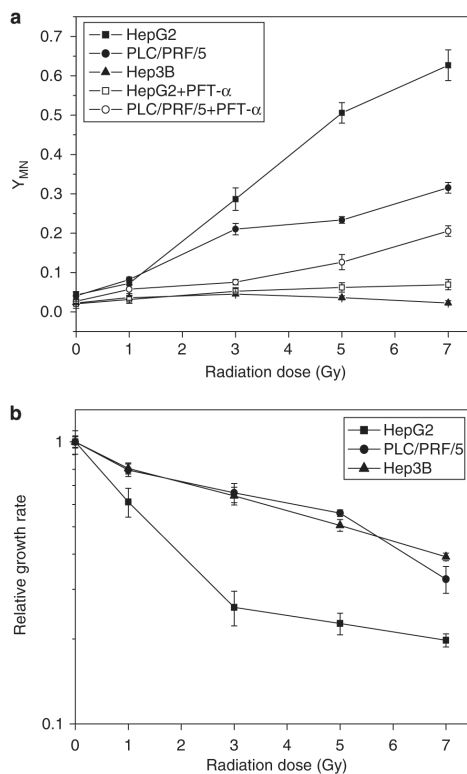 a
0.7
0.6
0.5
0.4
0.3
0.2
0.1
0.0
Y_MN
HepG2
PLC/PRF/5
Hep3B
HepG2+PFT-α
PLC/PRF/5+PFT-α
0 1 2 3 4 5 6 7
Radiation dose (Gy)
b
1
0.1
Relative growth rate
HepG2
PLC/PRF/5
Hep3B
0 1 2 3 4 5 6 7
Radiation dose (Gy)